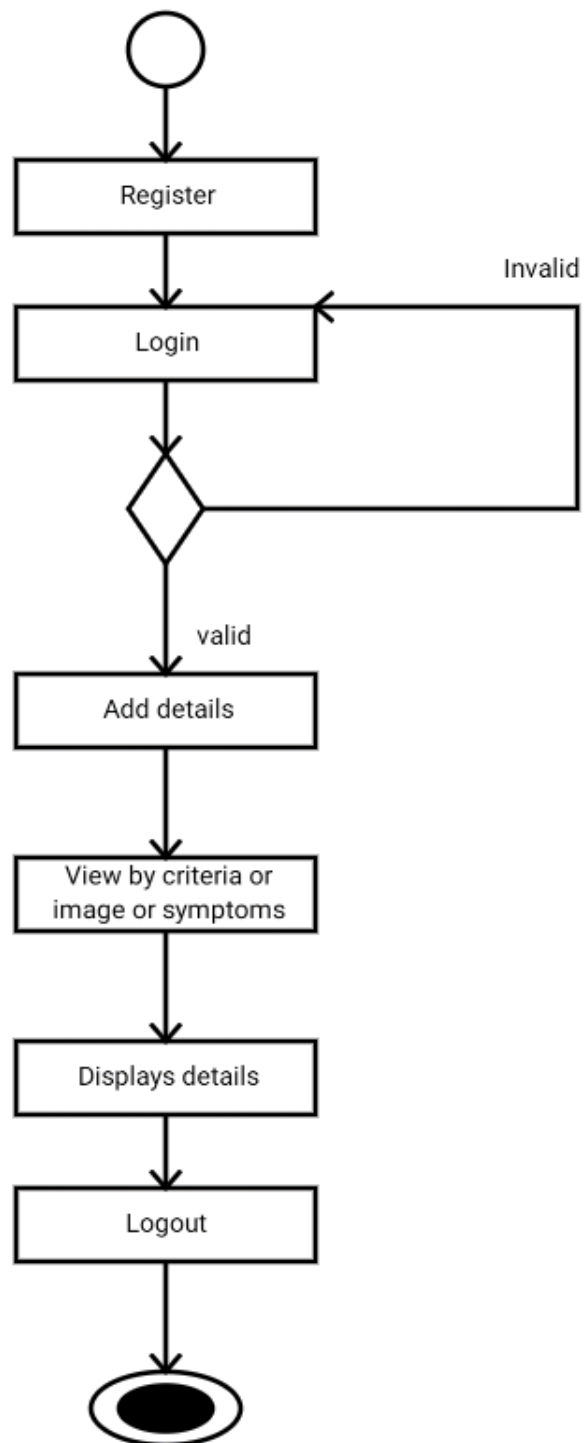 Register
Invalid
Login
valid
Add details
View by criteria or
image or symptoms
Displays details
Logout